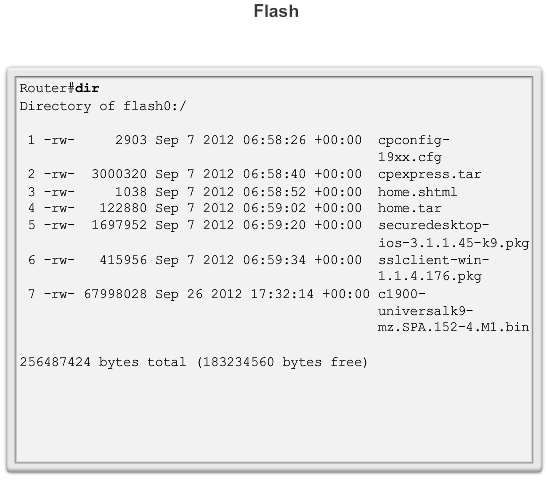 Flash
Router#dir
Directory of flash0:/
1 -rw- 2903 Sep 7 2012 06:58:26 +00:00 cpconfig-
19xx.cfg
2 -rw- 3000320 Sep 7 2012 06:58:40 +00:00 cpexpress.tar
3 -rw- 1038 Sep 7 2012 06:58:52 +00:00 home.shtml
4 -rw- 122880 Sep 7 2012 06:59:02 +00:00 home.tar
5 -rw- 1697952 Sep 7 2012 06:59:20 +00:00 securedesktop-
ios-3.1.1.45-k9.pkg
6 -rw- 415956 Sep 7 2012 06:59:34 +00:00 sslclient-win-
1.1.4.176.pkg
7 -rw- 67998028 Sep 26 2012 17:32:14 +00:00 c1900-
universalk9-
mz.SPA.152-4.M1.bin
256487424 bytes total (183234560 bytes free)